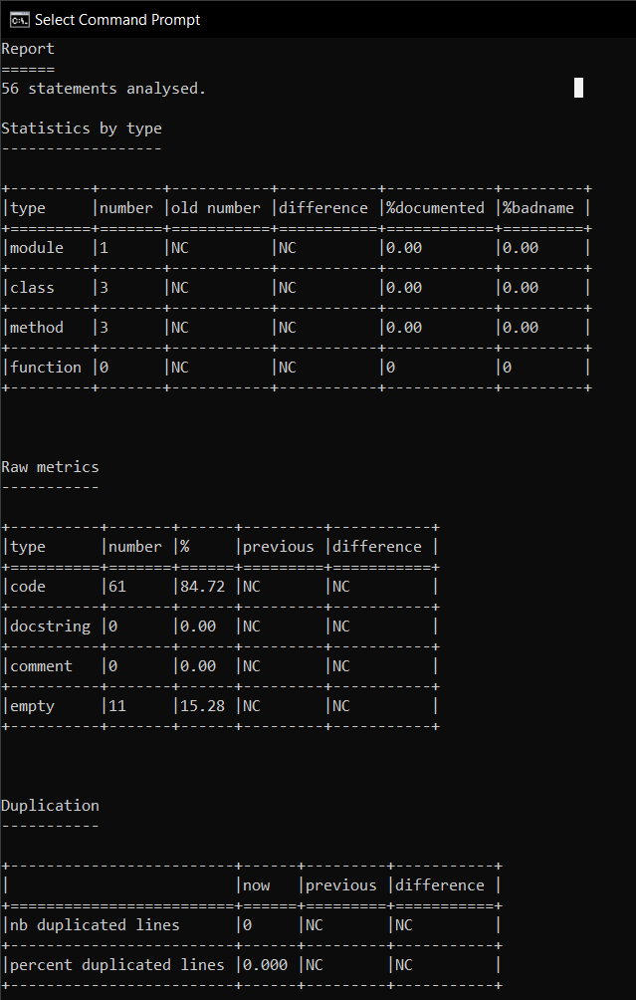 Select Command Prompt
Report
======
56 statements analysed.
Statistics by type
------------------
+---------+-------+-----------+-----------+------------+---------+
|type     |number |old number |difference |%documented |%badname |
+=========+=======+===========+===========+============+=========+
|module   |1      |NC         |NC         |0.00        |0.00     |
+---------+-------+-----------+-----------+------------+---------+
|class    |3      |NC         |NC         |0.00        |0.00     |
+---------+-------+-----------+-----------+------------+---------+
|method   |3      |NC         |NC         |0.00        |0.00     |
+---------+-------+-----------+-----------+------------+---------+
|function |0      |NC         |NC         |0           |0        |
+---------+-------+-----------+-----------+------------+---------+
Raw metrics
-----------
+----------+-------+------+---------+-----------+
|type      |number |%     |previous |difference |
+==========+=======+======+=========+===========+
|code      |61     |84.72 |NC       |NC         |
+----------+-------+------+---------+-----------+
|docstring |0      |0.00  |NC       |NC         |
+----------+-------+------+---------+-----------+
|comment   |0      |0.00  |NC       |NC         |
+----------+-------+------+---------+-----------+
|empty     |11     |15.28 |NC       |NC         |
+----------+-------+------+---------+-----------+
Duplication
-----------
+-------------------------+------+---------+-----------+
|                         |now   |previous |difference |
+=========================+======+=========+===========+
|nb duplicated lines      |0     |NC       |NC         |
+-------------------------+------+---------+-----------+
|percent duplicated lines |0.000 |NC       |NC         |
+-------------------------+------+---------+-----------+